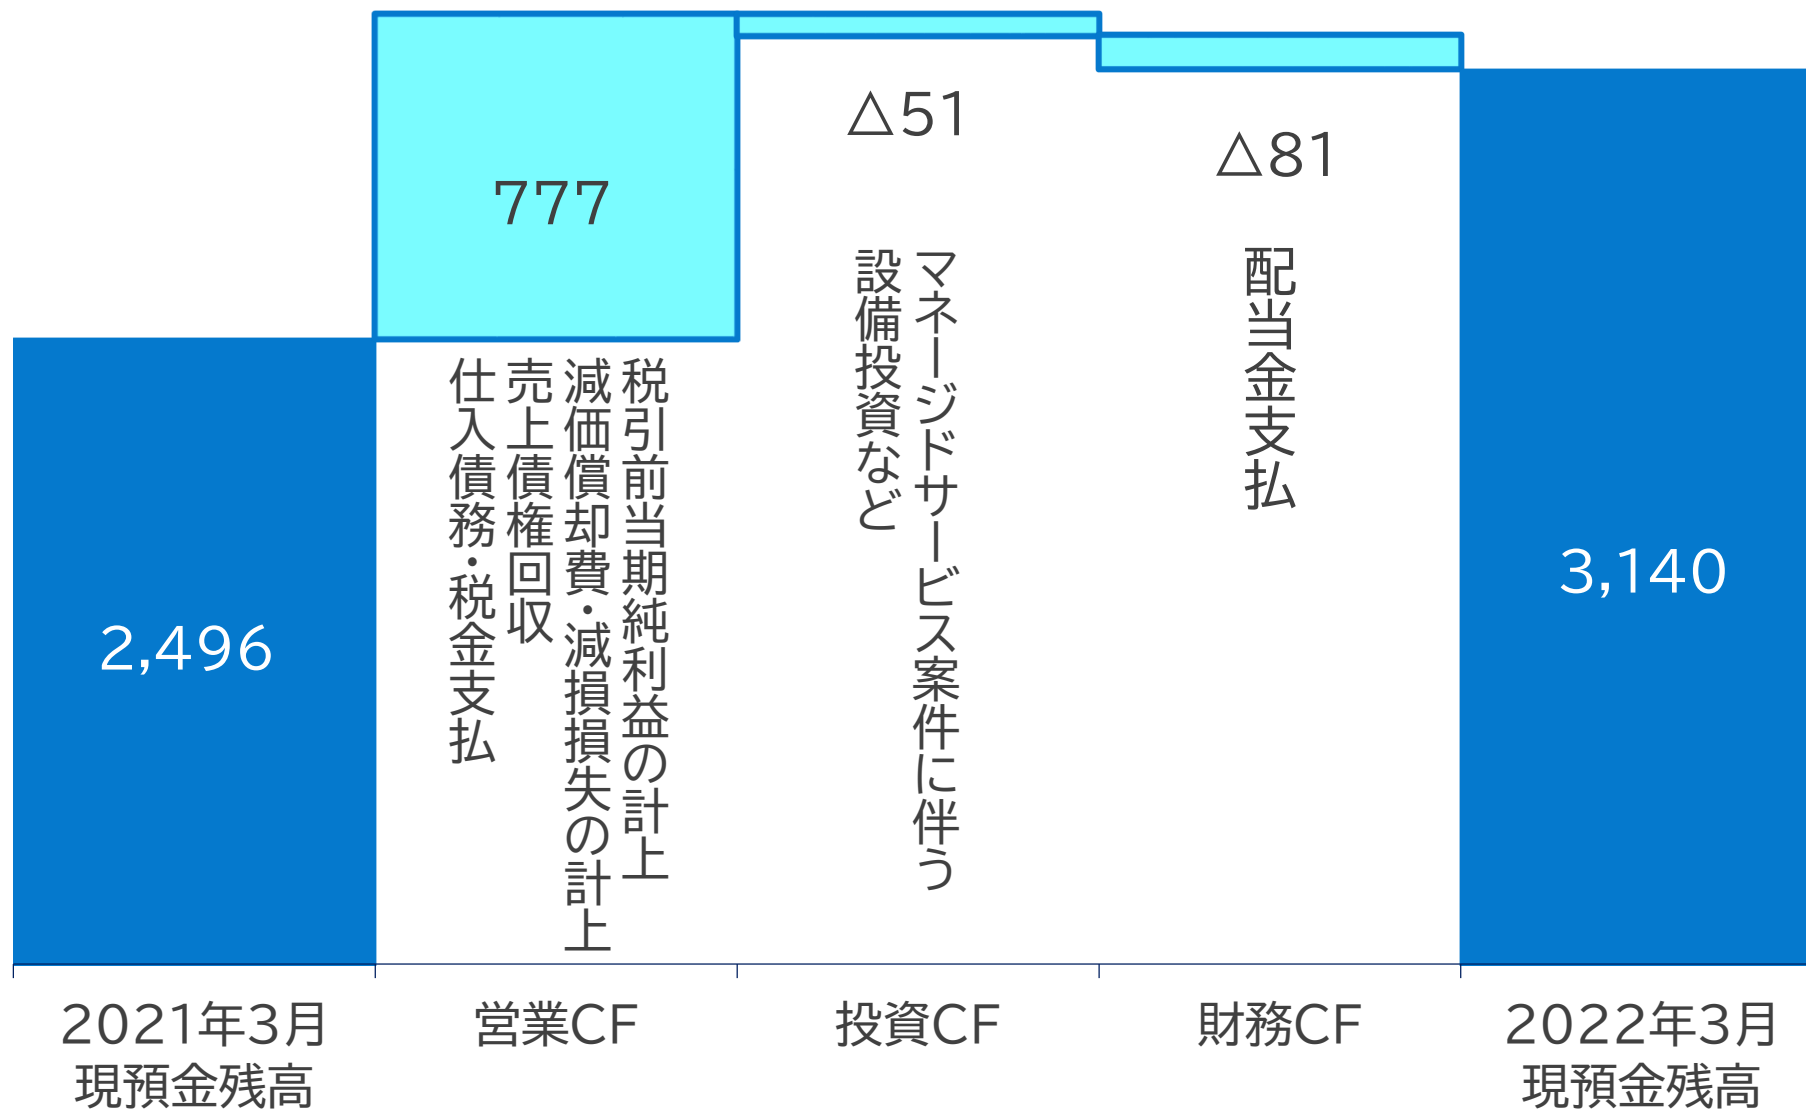 2,496
777
税引前当期純利益の計上
減価償却費・減損損失の計上
売上債権回収
仕入債務・税金支払
△51
マネージドサービス案件に伴う
設備投資など
△81
配当金支払
3,140
2021年3月
現預金残高
営業CF
投資CF
財務CF
2022年3月
現預金残高